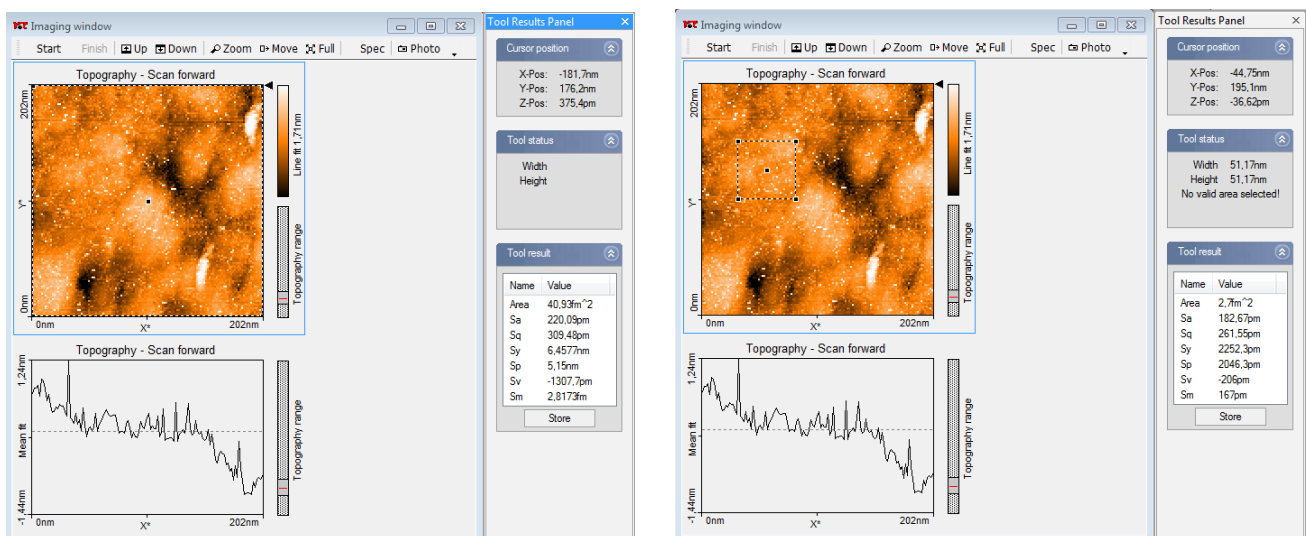 Imaging window
Start Finish Up Down Zoom Move Full Spec Photo
Topography - Scan forward
202nm
Y*
0nm
0nm X* 202nm
Line fit 1,71nm
Topography range
Topography - Scan forward
1,24nm
Mean fit
-1,44nm
0nm X* 202nm
Topography range
Tool Results Panel
Cursor position
X-Pos: -181,7nm
Y-Pos: 176,2nm
Z-Pos: 375,4pm
Tool status
Width
Height
Tool result
Name Value
Area 40,93fm^2
Sa 220,09pm
Sq 309,48pm
Sy 6,4577nm
Sp 5,15nm
Sv -1307,7pm
Sm 2,8173fm
Store
Imaging window
Start Finish Up Down Zoom Move Full Spec Photo
Topography - Scan forward
202nm
Y*
0nm
0nm X* 202nm
Line fit 1,71nm
Topography range
Topography - Scan forward
1,24nm
Mean fit
-1,44nm
0nm X* 202nm
Topography range
Tool Results Panel
Cursor position
X-Pos: -44,75nm
Y-Pos: 195,1nm
Z-Pos: -36,62pm
Tool status
Width 51,17nm
Height 51,17nm
No valid area selected!
Tool result
Name Value
Area 2,7fm^2
Sa 182,67pm
Sq 261,55pm
Sy 2252,3pm
Sp 2046,3pm
Sv -206pm
Sm 167pm
Store